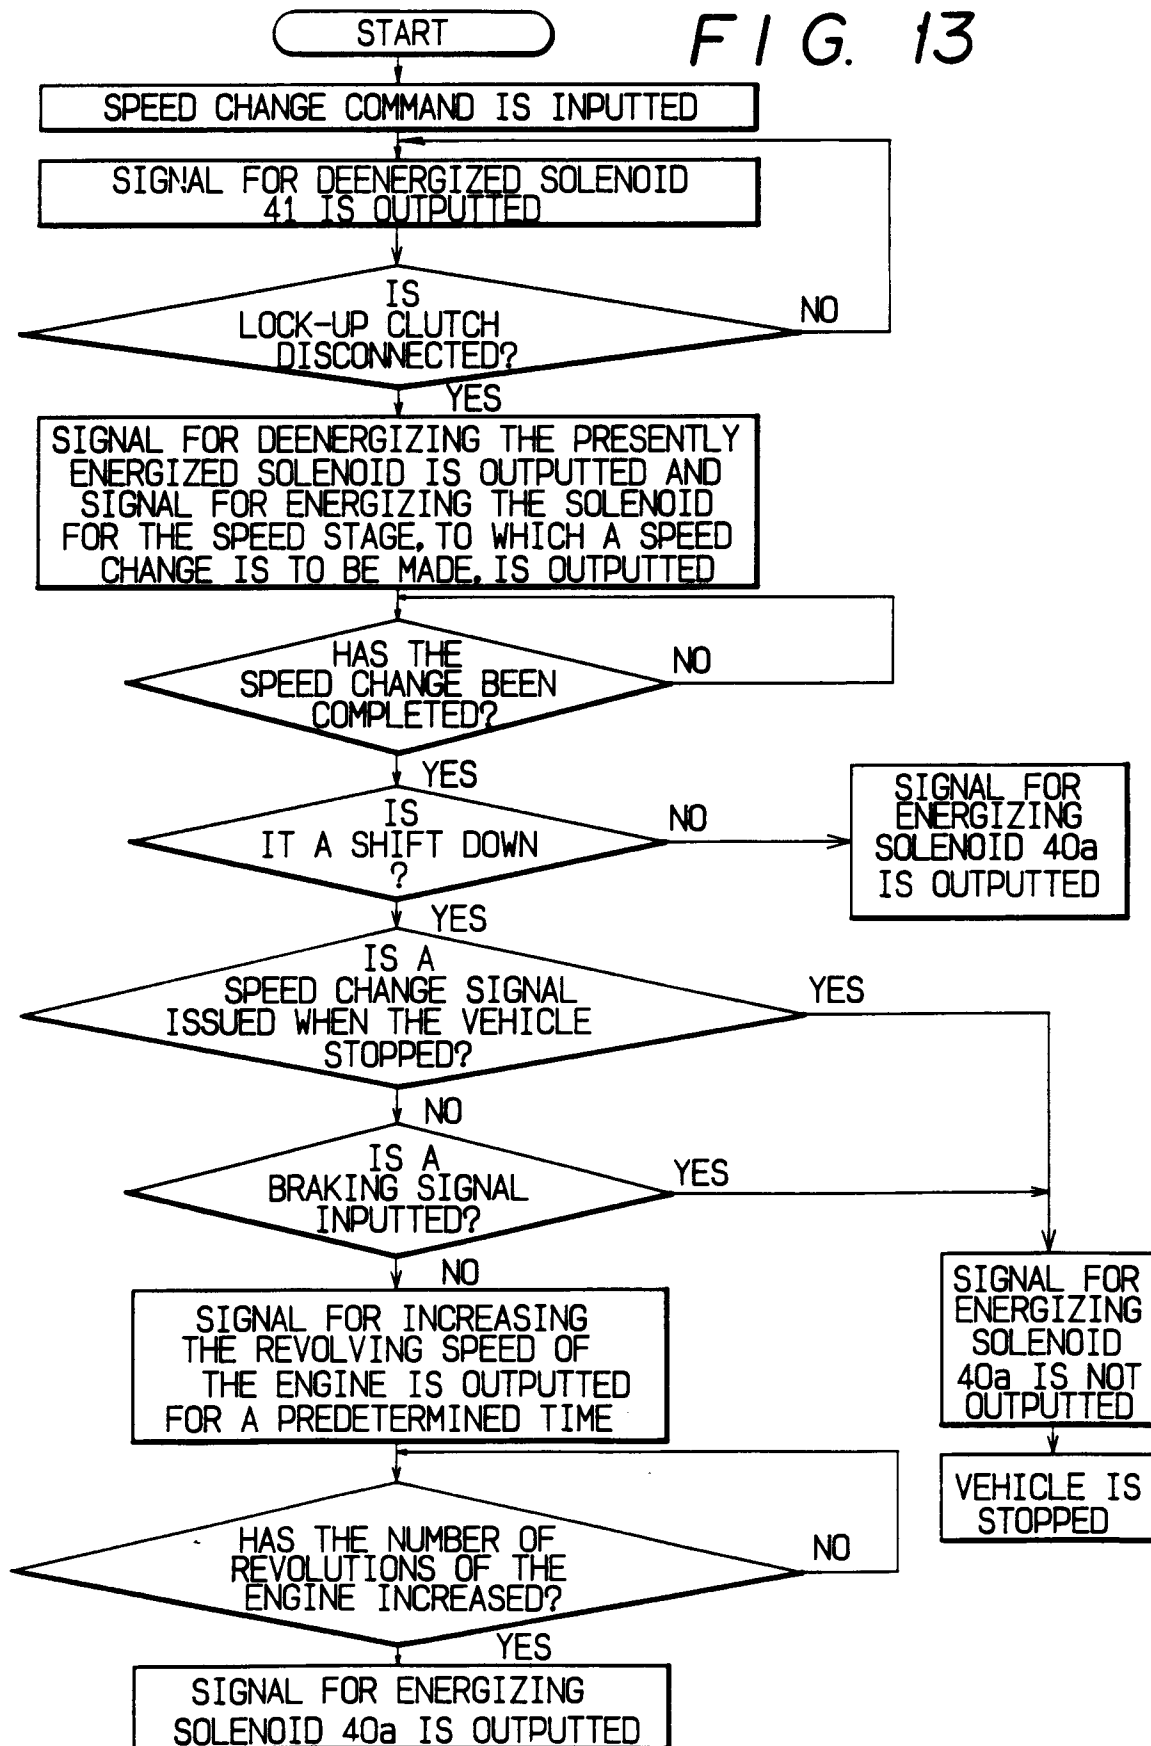 FIG. 13
START
SPEED CHANGE COMMAND IS INPUTTED
SIGNAL FOR DEENERGIZED SOLENOID
41 IS OUTPUTTED
IS
LOCK-UP CLUTCH
DISCONNECTED?
NO
YES
SIGNAL FOR DEENERGIZING THE PRESENTLY
ENERGIZED SOLENOID IS OUTPUTTED AND
SIGNAL FOR ENERGIZING THE SOLENOID
FOR THE SPEED STAGE, TO WHICH A SPEED
CHANGE IS TO BE MADE, IS OUTPUTTED
HAS THE
SPEED CHANGE BEEN
COMPLETED?
NO
YES
IS
IT A SHIFT DOWN
?
NO
SIGNAL FOR
ENERGIZING
SOLENOID 40a
IS OUTPUTTED
YES
IS A
SPEED CHANGE SIGNAL
ISSUED WHEN THE VEHICLE
STOPPED?
YES
NO
IS A
BRAKING SIGNAL
INPUTTED?
YES
NO
SIGNAL FOR
ENERGIZING
SOLENOID
40a IS NOT
OUTPUTTED
SIGNAL FOR INCREASING
THE REVOLVING SPEED OF
THE ENGINE IS OUTPUTTED
FOR A PREDETERMINED TIME
VEHICLE IS
STOPPED
HAS THE NUMBER OF
REVOLUTIONS OF THE
ENGINE INCREASED?
NO
YES
SIGNAL FOR ENERGIZING
SOLENOID 40a IS OUTPUTTED